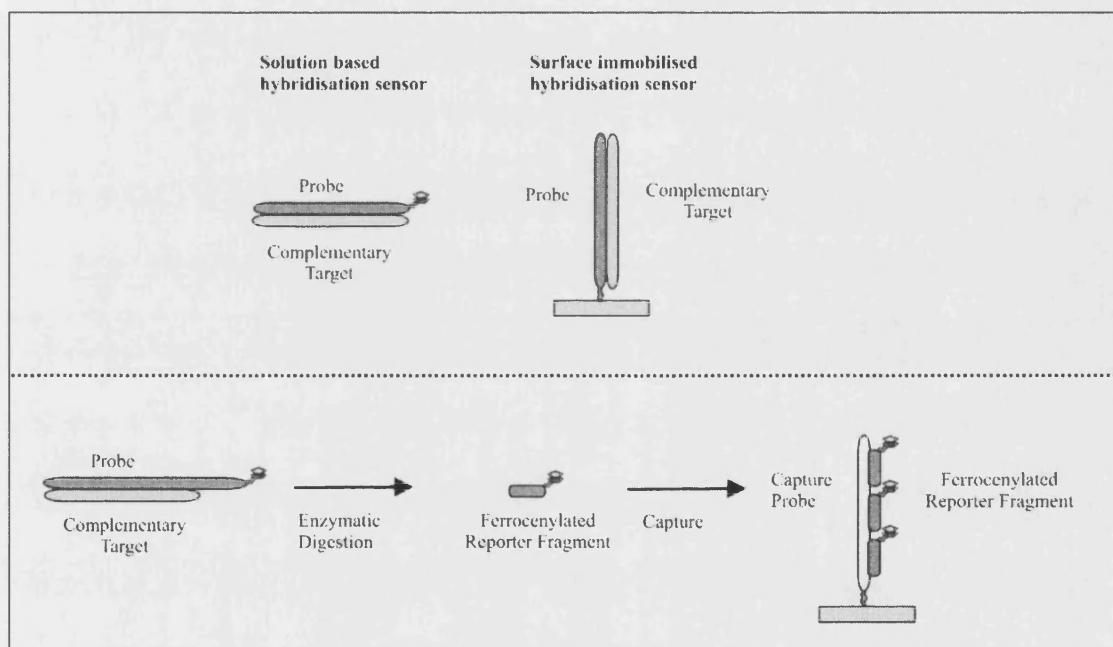 Solution based
hybridisation sensor
Surface immobilised
hybridisation sensor
Probe
Complementary
Target
Probe
Complementary
Target
Probe
Complementary
Target
Enzymatic
Digestion
Ferrocenylated
Reporter Fragment
Capture
Capture
Probe
Ferrocenylated
Reporter Fragment